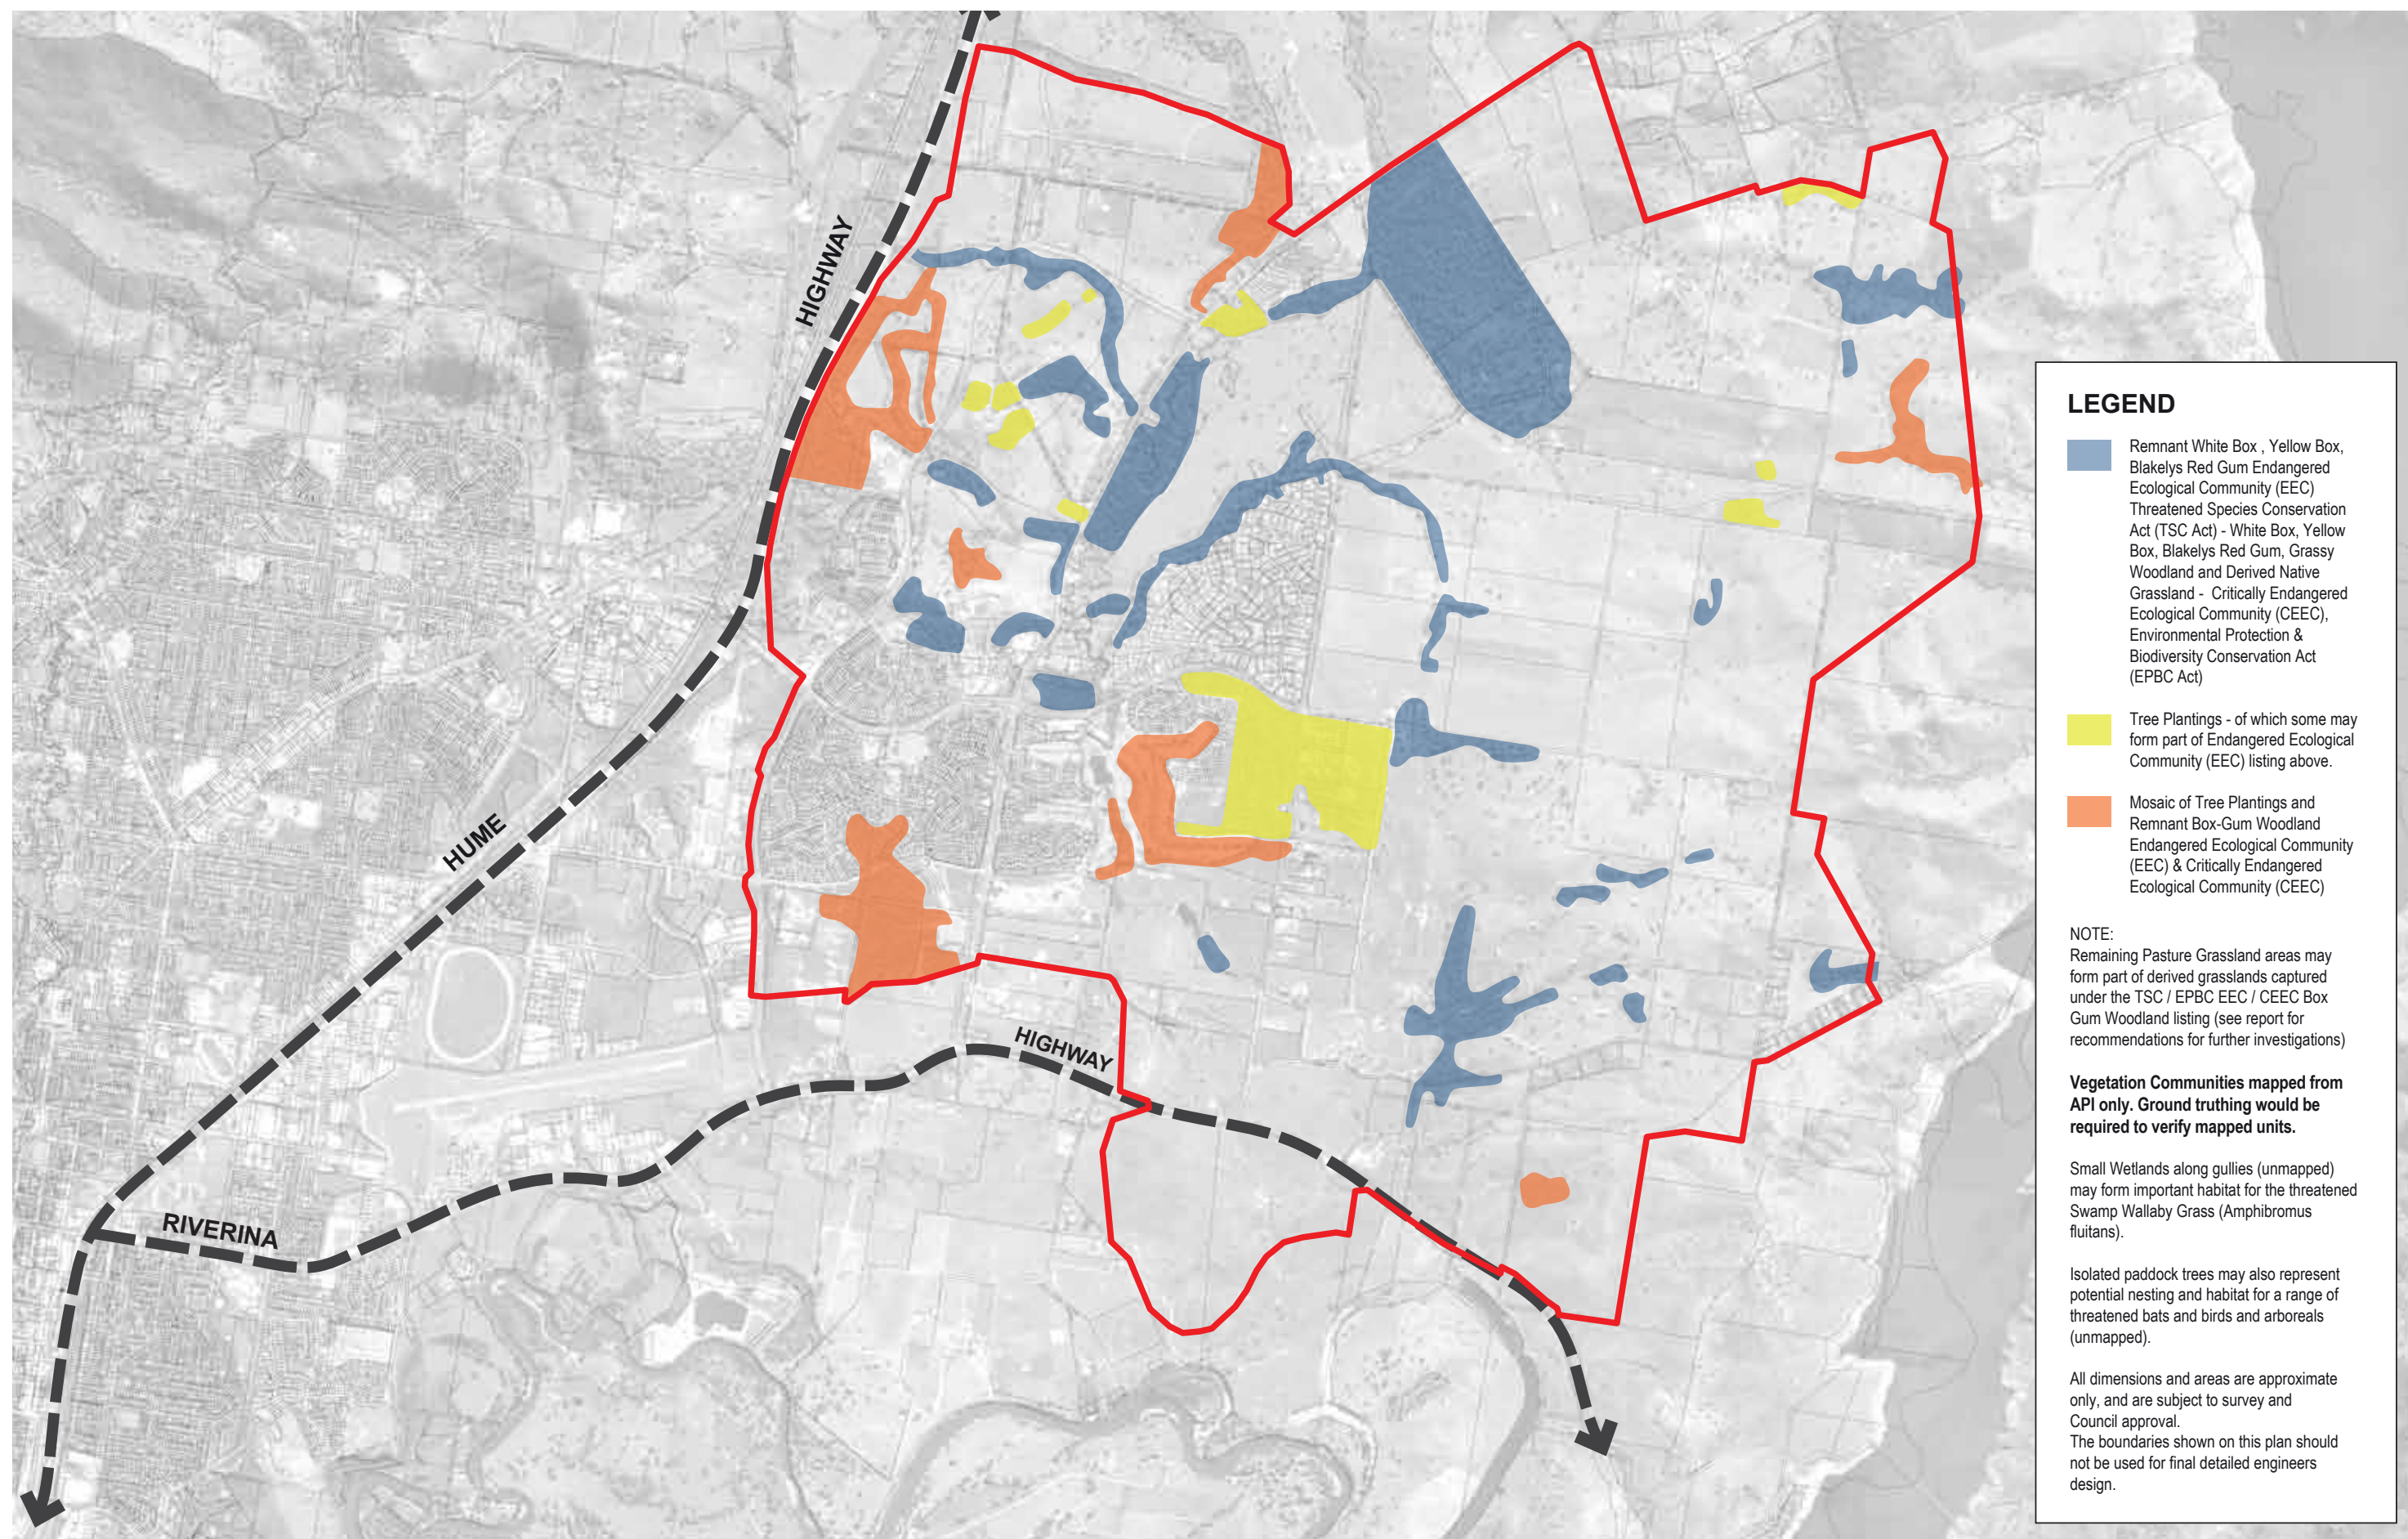 HIGHWAY
HUME
HIGHWAY
RIVERINA
LEGEND
Remnant White Box , Yellow Box,
Blakelys Red Gum Endangered
Ecological Community (EEC)
Threatened Species Conservation
Act (TSC Act) - White Box, Yellow
Box, Blakelys Red Gum, Grassy
Woodland and Derived Native
Grassland - Critically Endangered
Ecological Community (CEEC),
Environmental Protection &
Biodiversity Conservation Act
(EPBC Act)
Tree Plantings - of which some may
form part of Endangered Ecological
Community (EEC) listing above.
Mosaic of Tree Plantings and
Remnant Box-Gum Woodland
Endangered Ecological Community
(EEC) & Critically Endangered
Ecological Community (CEEC)
NOTE:
Remaining Pasture Grassland areas may
form part of derived grasslands captured
under the TSC / EPBC EEC / CEEC Box
Gum Woodland listing (see report for
recommendations for further investigations)
Vegetation Communities mapped from
API only. Ground truthing would be
required to verify mapped units.
Small Wetlands along gullies (unmapped)
may form important habitat for the threatened
Swamp Wallaby Grass (Amphibromus
fluitans).
Isolated paddock trees may also represent
potential nesting and habitat for a range of
threatened bats and birds and arboreals
(unmapped).
All dimensions and areas are approximate
only, and are subject to survey and
Council approval.
The boundaries shown on this plan should
not be used for final detailed engineers
design.